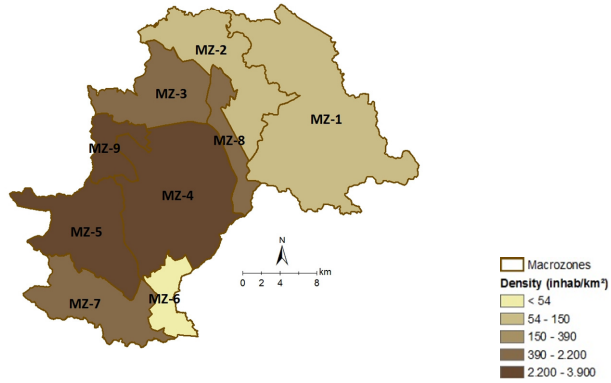 MZ-2
MZ-3
MZ-1
MZ-8
MZ-9
MZ-4
MZ-5
MZ-6
MZ-7
N
km
0 2 4 8
Macrozones
Density (inhab/km²)
< 54
54 - 150
150 - 390
390 - 2.200
2.200 - 3.900